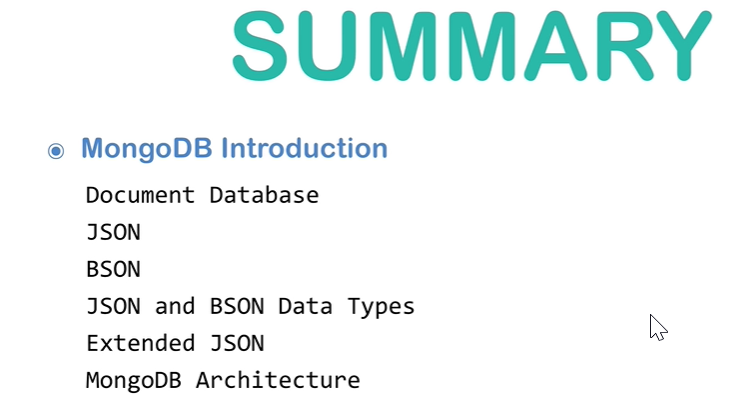 SUMMARY
MongoDB Introduction
Document Database
JSON
BSON
JSON and BSON Data Types
Extended JSON
MongoDB Architecture